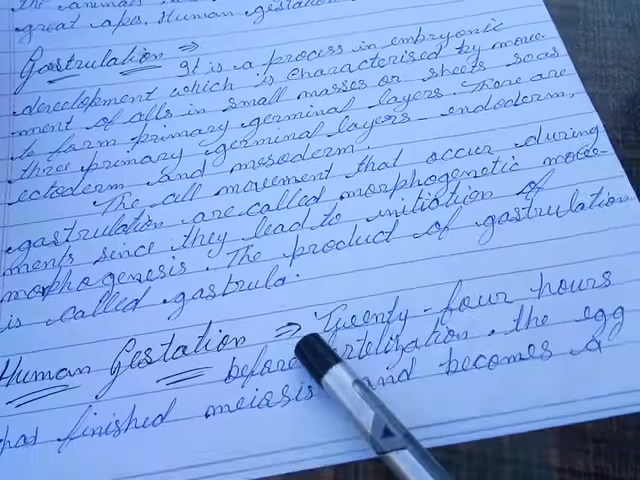 the animals
great apes. Human gestation
Gastrulation ⇒ It is a process in embryonic
development which is characterised by move
ment of cells in small masses or sheets so as
to form primary germinal layers. There are
three primary germinal layers - endoderm,
ectoderm and mesoderm.
The cell movement that occur during
gastrulation are called morphogenetic move-
ments since they lead to initiation of
morphogenesis. The product of gastrulation
is called gastrula.
Human Gestation ⇒ Twenty-four hours
before the egg
has finished meiosis and becomes a